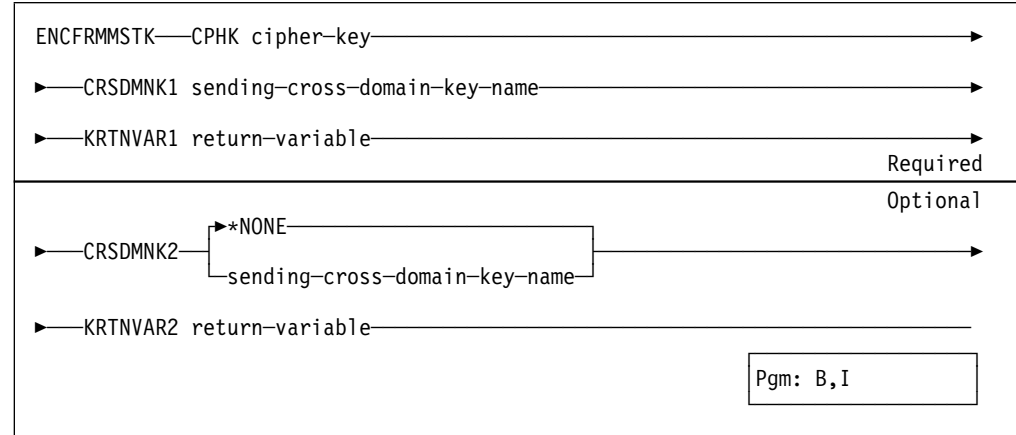 ENCFRMMSTK──CPHK cipher─key
CRSDMNK1 sending─cross─domain─key─name
KRTNVAR1 return─variable
Required
Optional
*NONE
CRSDMNK2
sending─cross─domain─key─name
KRTNVAR2 return─variable
Pgm: B,I